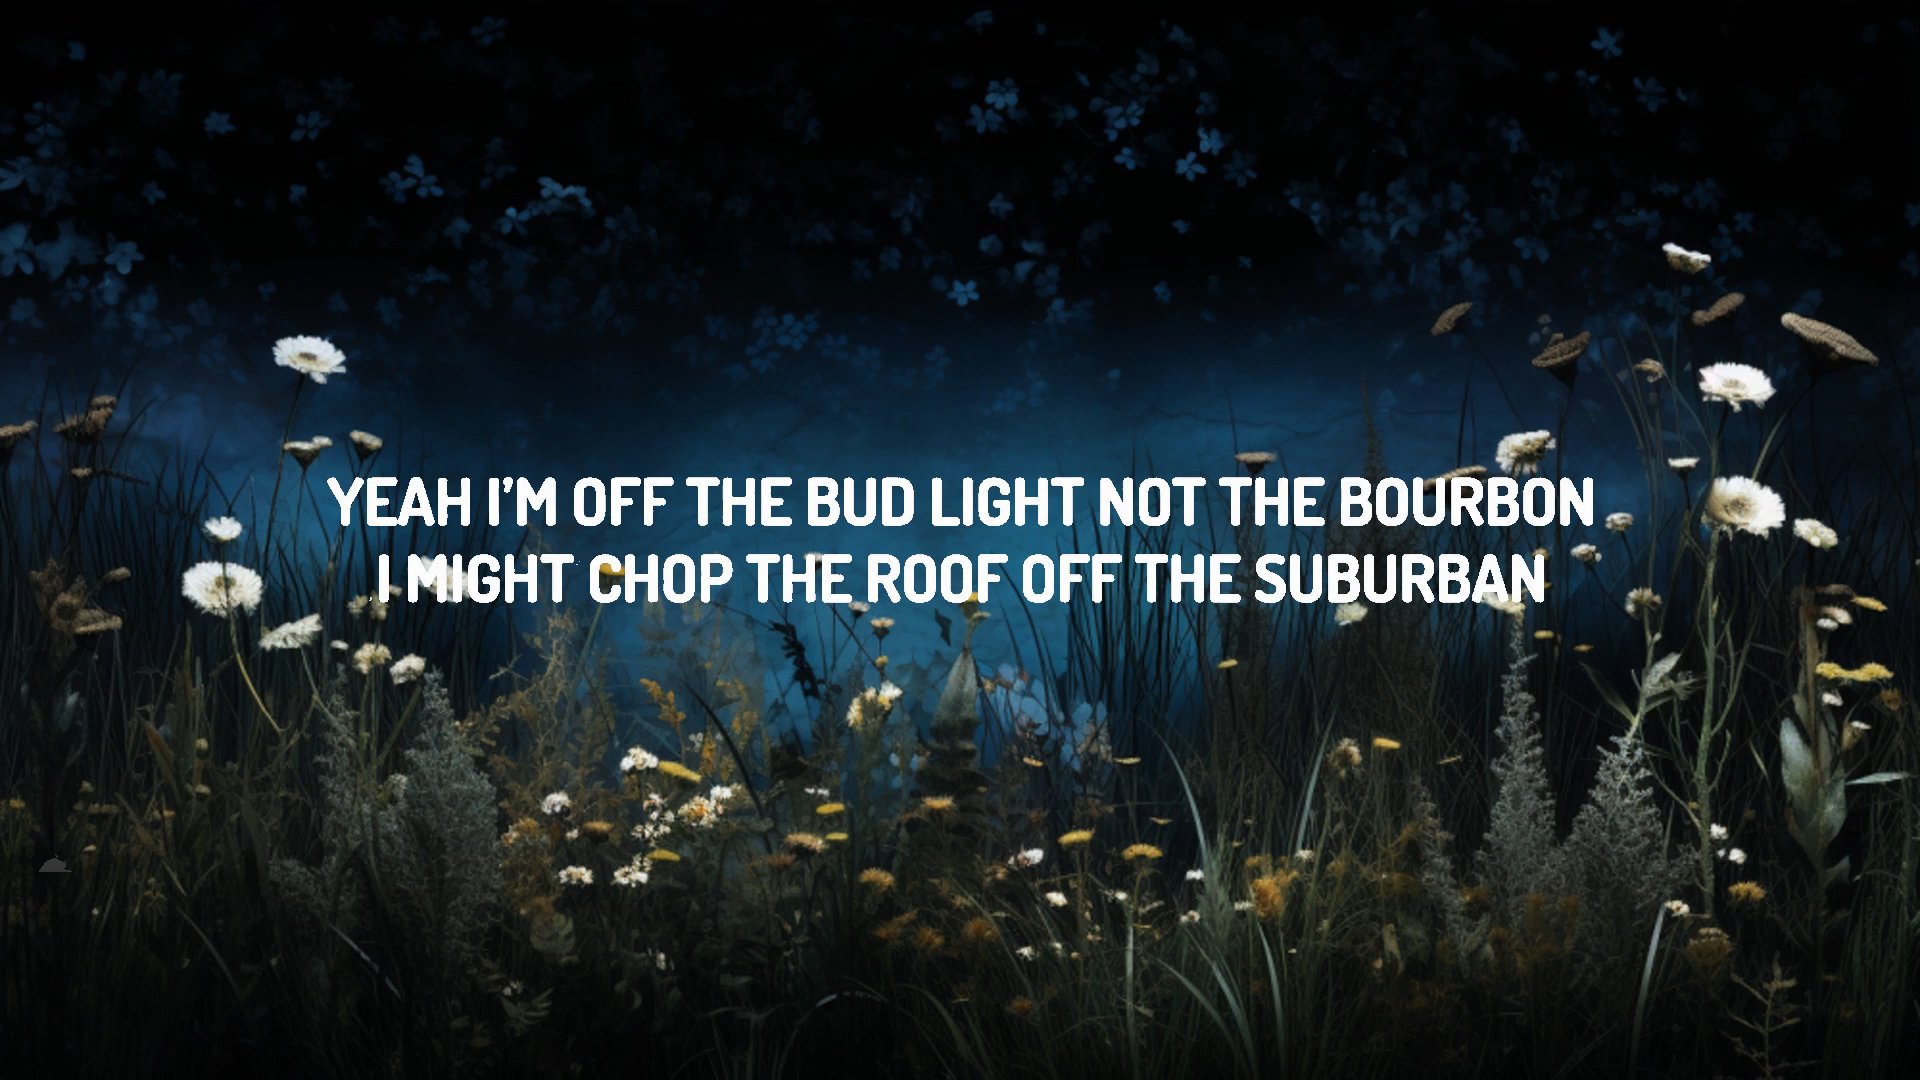 YEAH I'M OFF THE BUD LIGHT NOT THE BOURBON
I MIGHT CHOP THE ROOF OFF THE SUBURBAN